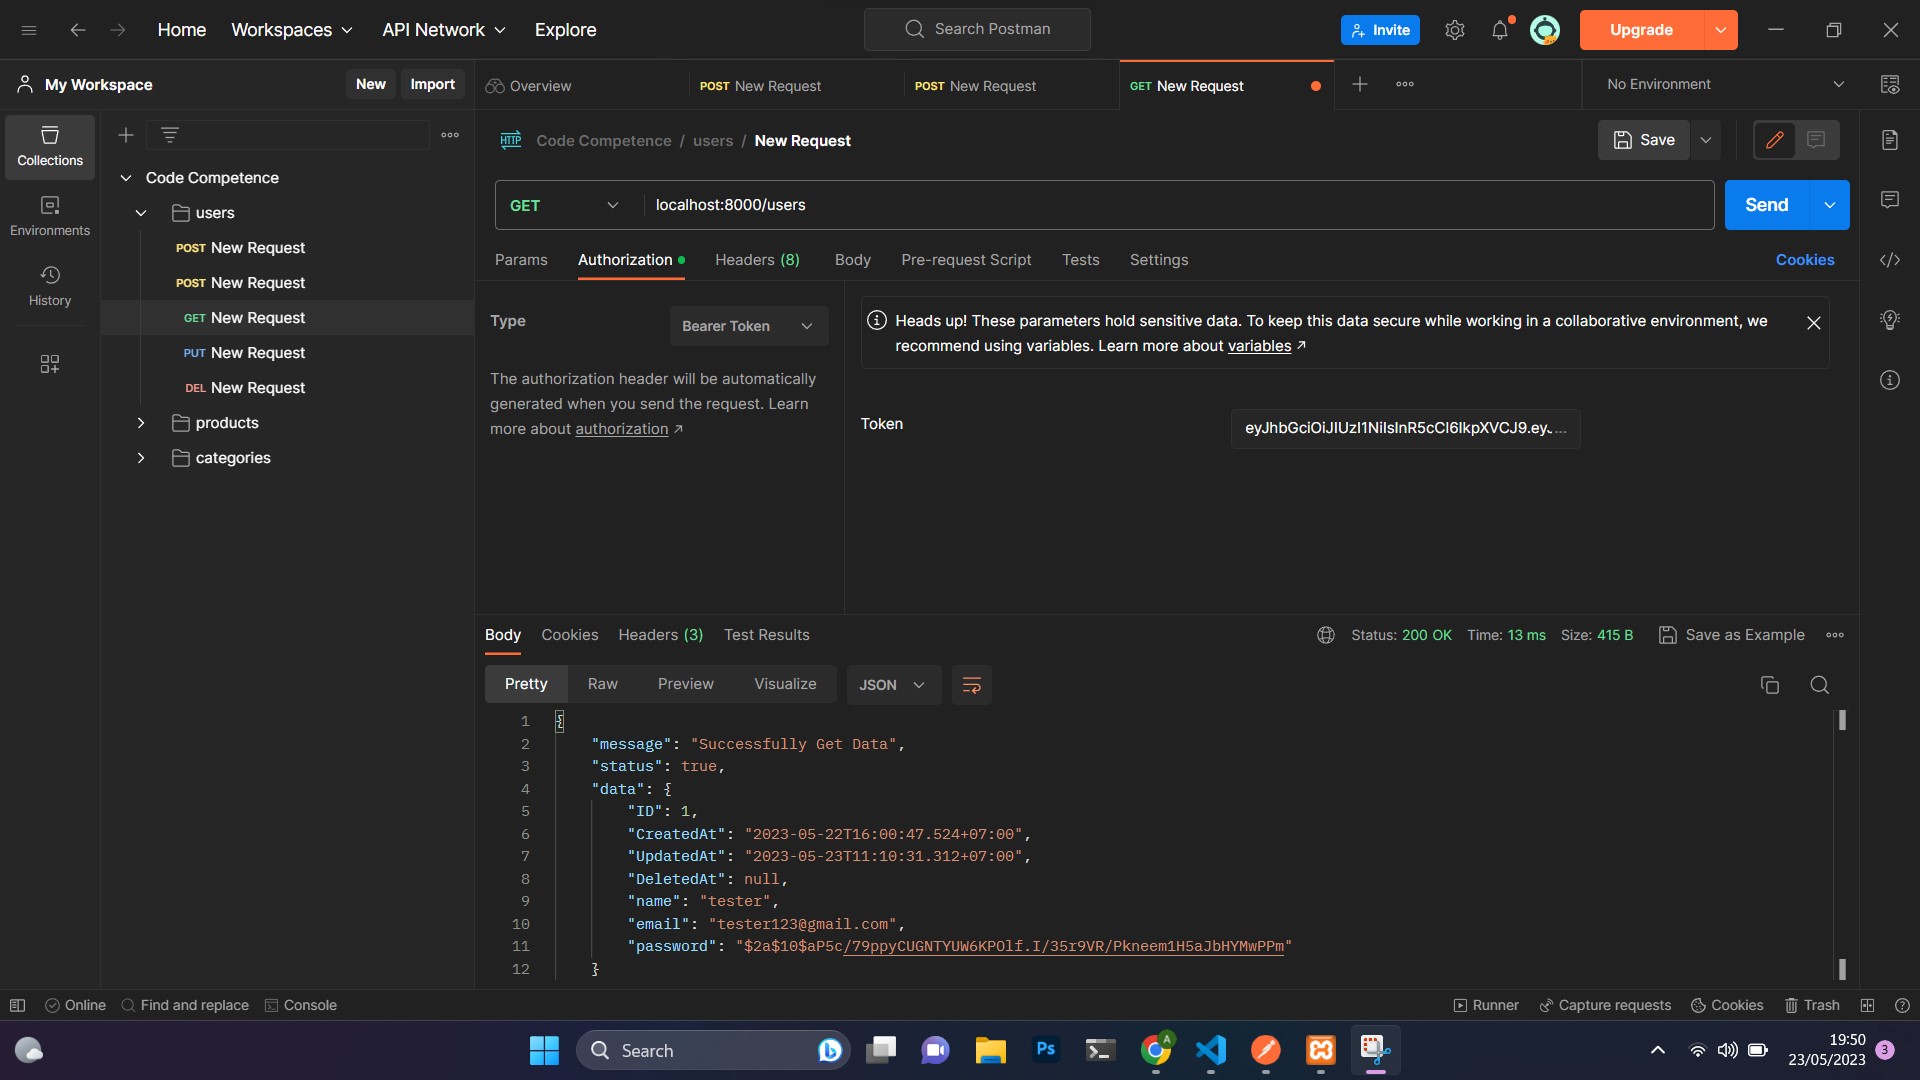 Home Workspaces API Network Explore Search Postman Invite Upgrade
My Workspace New Import Overview POST New Request POST New Request GET New Request No Environment
Collections
Environments
History
Code Competence
users
POST New Request
POST New Request
GET New Request
PUT New Request
DEL New Request
products
categories
HTTP Code Competence / users / New Request Save
GET localhost:8000/users Send
Params Authorization Headers (8) Body Pre-request Script Tests Settings Cookies
Type Bearer Token
The authorization header will be automatically
generated when you send the request. Learn
more about authorization ↗
Heads up! These parameters hold sensitive data. To keep this data secure while working in a collaborative environment, we
recommend using variables. Learn more about variables ↗
Token eyJhbGciOiJIUzI1NiIsInR5cCI6IkpXVCJ9.eyJ...
Body Cookies Headers (3) Test Results Status: 200 OK Time: 13 ms Size: 415 B Save as Example
Pretty Raw Preview Visualize JSON
1 {
2 "message": "Successfully Get Data",
3 "status": true,
4 "data": {
5 "ID": 1,
6 "CreatedAt": "2023-05-22T16:00:47.524+07:00",
7 "UpdatedAt": "2023-05-23T11:10:31.312+07:00",
8 "DeletedAt": null,
9 "name": "tester",
10 "email": "tester123@gmail.com",
11 "password": "$2a$10$aP5c/79ppyCUGNTYUW6KPOlf.I/35r9VR/Pkneem1H5aJbHYMwPPm"
12 }
Online Find and replace Console Runner Capture requests Cookies Trash
Search Ps A 19:50
23/05/2023 3